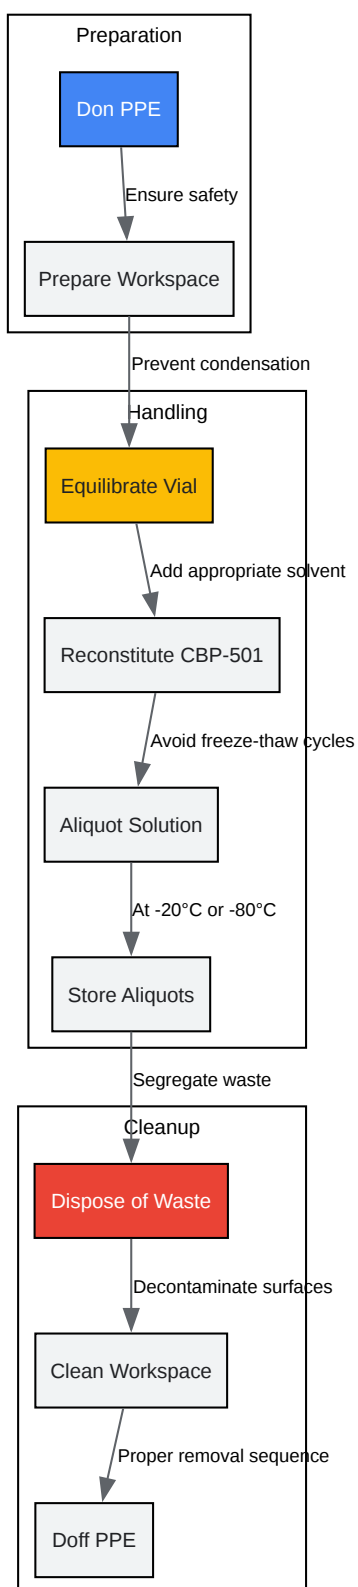 Preparation
Don PPE
Ensure safety
Prepare Workspace
Prevent condensation
Handling
Equilibrate Vial
Add appropriate solvent
Reconstitute CBP-501
Avoid freeze-thaw cycles
Aliquot Solution
At -20°C or -80°C
Store Aliquots
Segregate waste
Cleanup
Dispose of Waste
Decontaminate surfaces
Clean Workspace
Proper removal sequence
Doff PPE